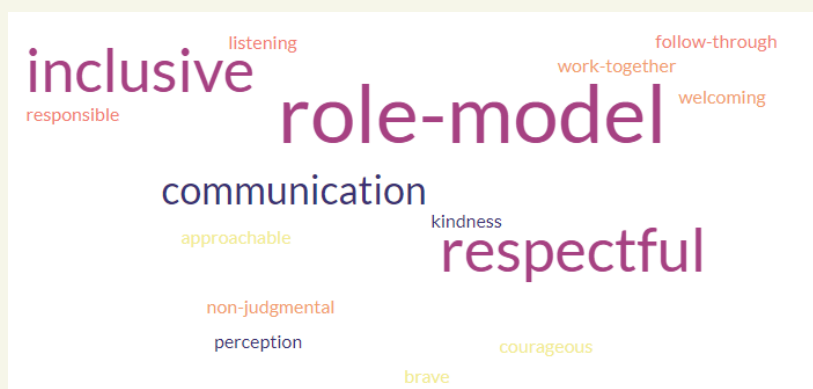 listening
follow-through
inclusive
work-together
role-model
welcoming
responsible
communication
kindness
approachable
respectful
non-judgmental
perception
courageous
brave